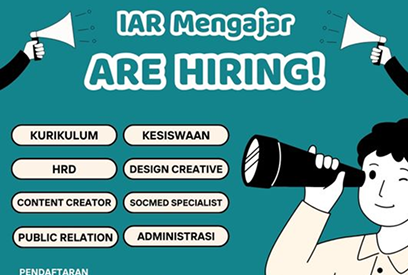 IAR Mengajar
ARE HIRING!
KURIKULUM
KESISWAAN
HRD
DESIGN CREATIVE
CONTENT CREATOR
SOCMED SPECIALIST
PUBLIC RELATION
ADMINISTRASI
PENDAFTARAN